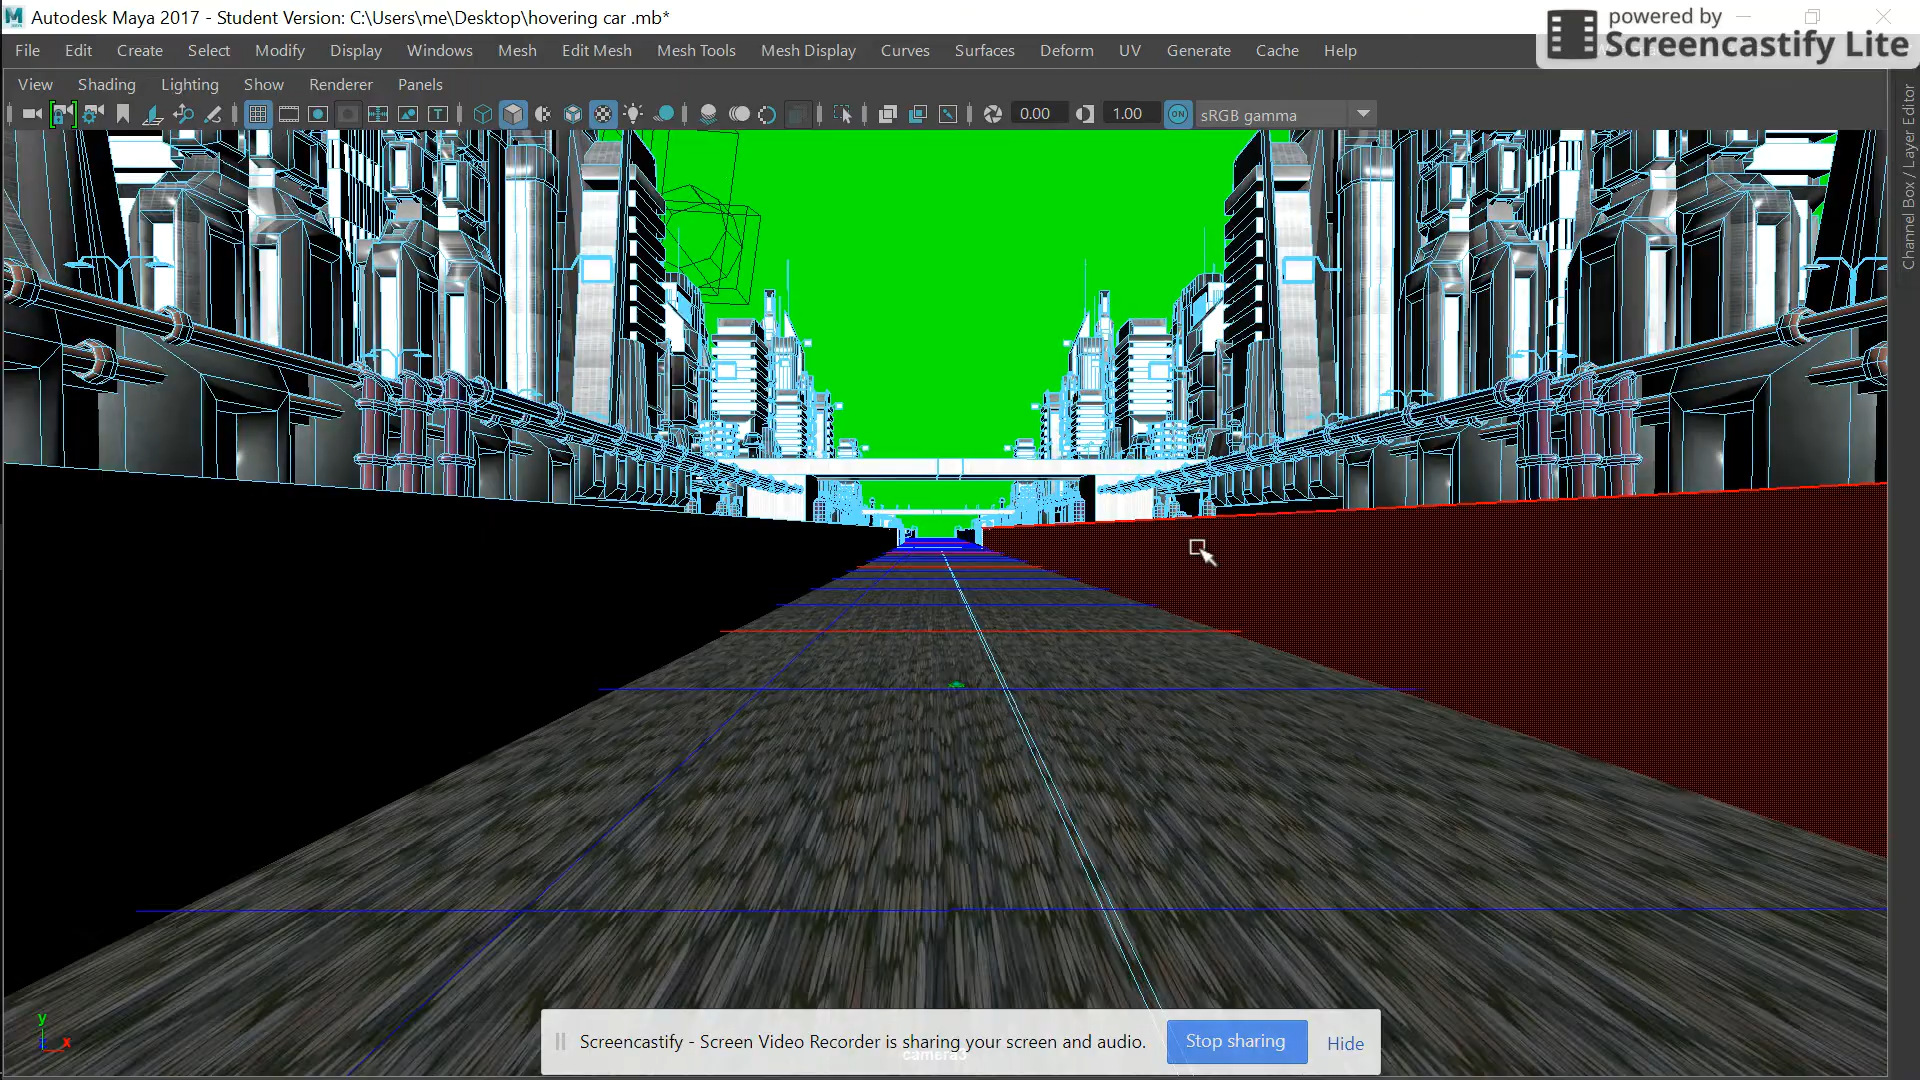 Autodesk Maya 2017 - Student Version: C:\Users\me\Desktop\hovering car .mb*
powered by
Screencastify Lite
File Edit Create Select Modify Display Windows Mesh Edit Mesh Mesh Tools Mesh Display Curves Surfaces Deform UV Generate Cache Help
View Shading Lighting Show Renderer Panels
0.00 1.00 ON sRGB gamma
Channel Box / Layer Editor
y
x
Screencastify - Screen Video Recorder is sharing your screen and audio. Stop sharing Hide
camera3